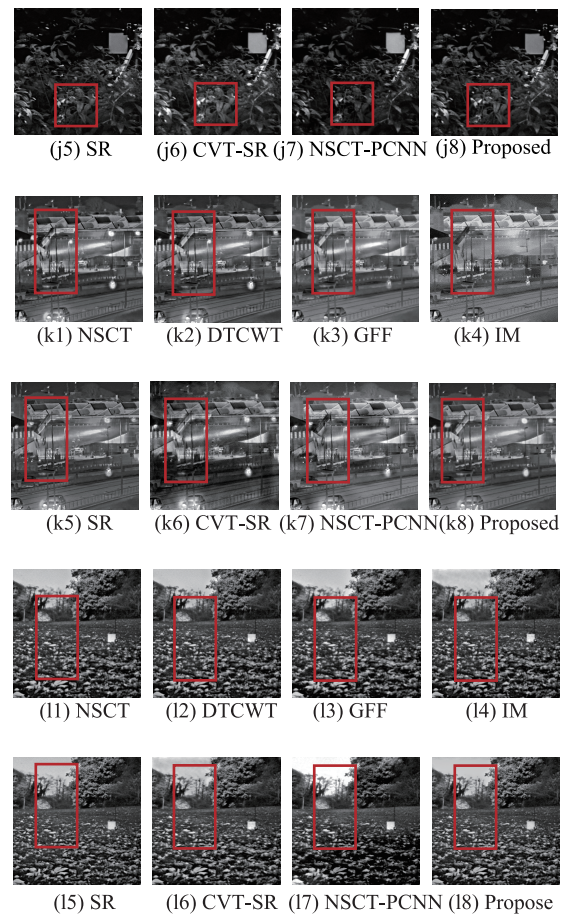 (j5) SR (j6) CVT-SR (j7) NSCT-PCNN (j8) Proposed
(k1) NSCT (k2) DTCWT (k3) GFF (k4) IM
(k5) SR (k6) CVT-SR (k7) NSCT-PCNN(k8) Proposed
(l1) NSCT (l2) DTCWT (l3) GFF (l4) IM
(l5) SR (l6) CVT-SR (l7) NSCT-PCNN (l8) Propose